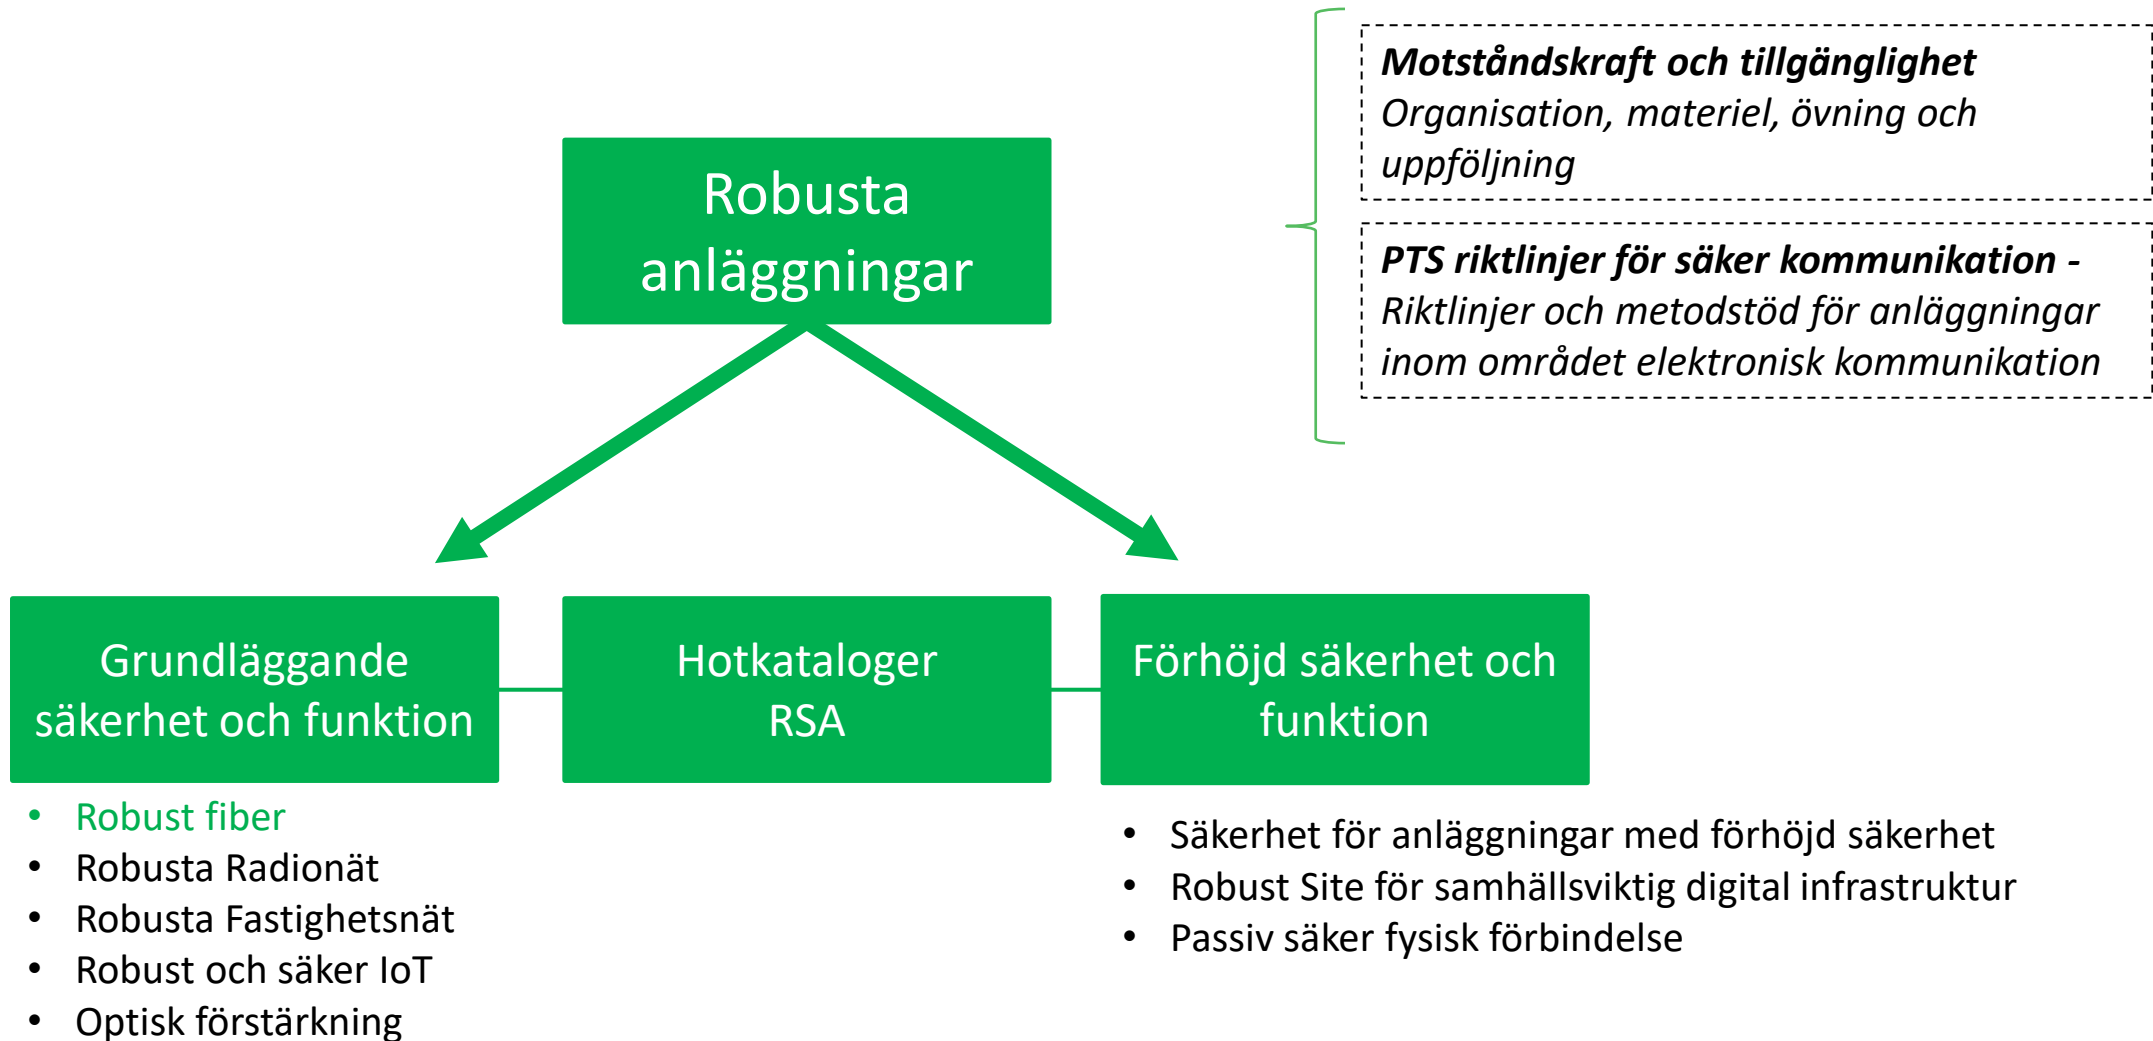 Motståndskraft och tillgänglighet
Organisation, materiel, övning och
uppföljning
PTS riktlinjer för säker kommunikation -
Riktlinjer och metodstöd för anläggningar
inom området elektronisk kommunikation
Robusta
anläggningar
Grundläggande
säkerhet och funktion
Hotkataloger
RSA
Förhöjd säkerhet och
funktion
• Robust fiber
• Robusta Radionät
• Robusta Fastighetsnät
• Robust och säker IoT
• Optisk förstärkning
• Säkerhet för anläggningar med förhöjd säkerhet
• Robust Site för samhällsviktig digital infrastruktur
• Passiv säker fysisk förbindelse